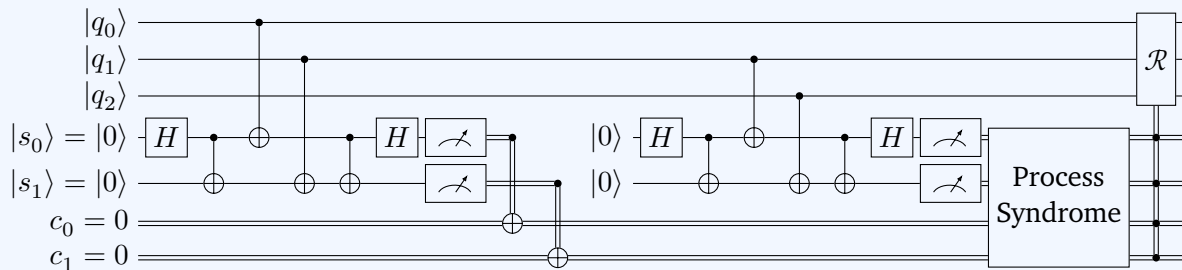 |q₀⟩
|q₁⟩
|q₂⟩
ℛ
|s₀⟩ = |0⟩ H H |0⟩ H H
|s₁⟩ = |0⟩ |0⟩
Process
Syndrome
c₀ = 0
c₁ = 0